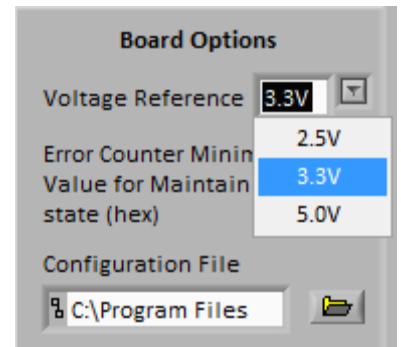 Board Options
Voltage Reference 3.3V
2.5V
Error Counter
Value for Maintain 3.3V
state (hex) 5.0V
Configuration File
C:\Program Files